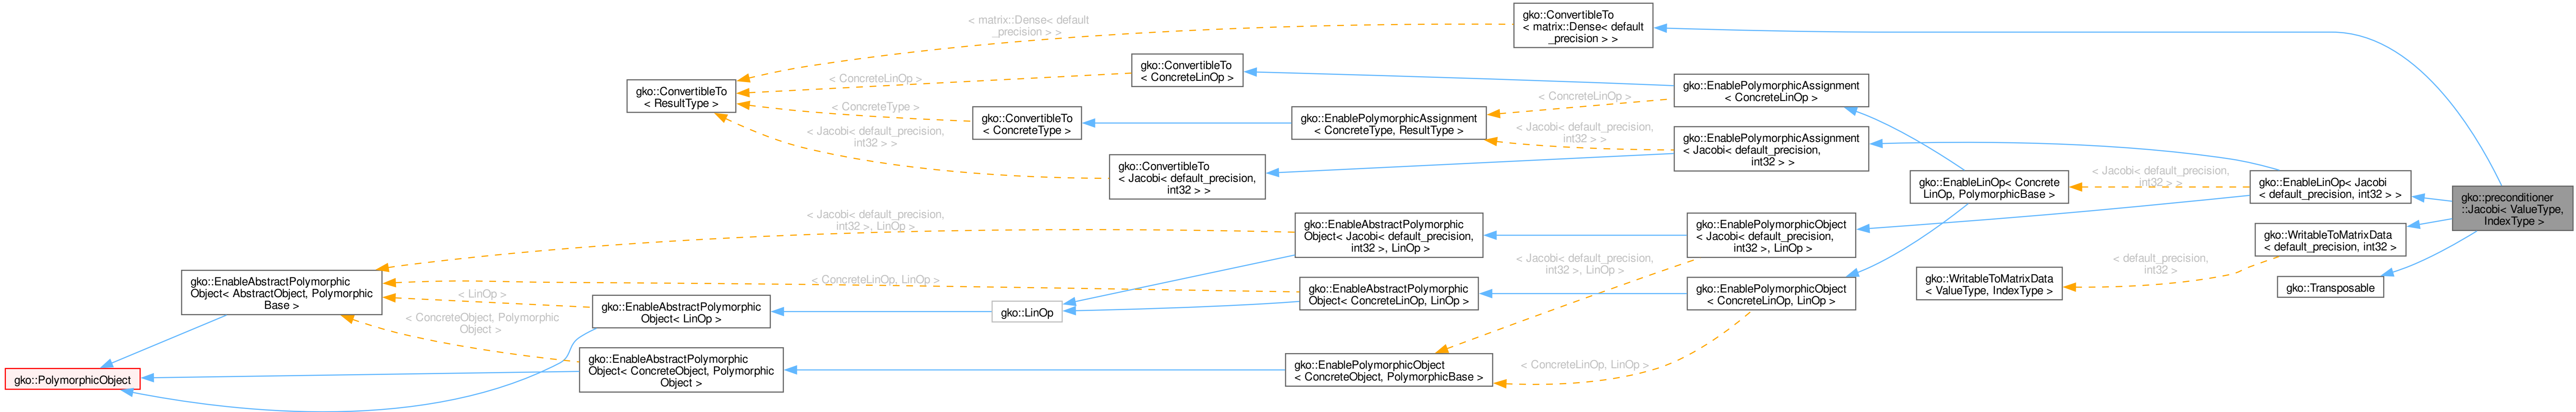 < matrix::Dense< default
_precision > >
gko::ConvertibleTo
< matrix::Dense< default
_precision > >
gko::ConvertibleTo
< ResultType >
< ConcreteLinOp >
gko::ConvertibleTo
< ConcreteLinOp >
gko::EnablePolymorphicAssignment
< ConcreteLinOp >
< ConcreteType >
gko::ConvertibleTo
< ConcreteType >
gko::EnablePolymorphicAssignment
< ConcreteType, ResultType >
< ConcreteLinOp >
< Jacobi< default_precision,
int32 > >
gko::ConvertibleTo
< Jacobi< default_precision,
int32 > >
< Jacobi< default_precision,
int32 > >
gko::EnablePolymorphicAssignment
< Jacobi< default_precision,
int32 > >
gko::EnableLinOp< Concrete
LinOp, PolymorphicBase >
< Jacobi< default_precision,
int32 > >
gko::EnableLinOp< Jacobi
< default_precision, int32 > >
gko::preconditioner
::Jacobi< ValueType,
IndexType >
< Jacobi< default_precision,
int32 >, LinOp >
gko::EnableAbstractPolymorphic
Object< Jacobi< default_precision,
int32 >, LinOp >
gko::EnablePolymorphicObject
< Jacobi< default_precision,
int32 >, LinOp >
gko::WritableToMatrixData
< default_precision, int32 >
gko::EnableAbstractPolymorphic
Object< AbstractObject, Polymorphic
Base >
< ConcreteLinOp, LinOp >
< LinOp >
gko::EnableAbstractPolymorphic
Object< LinOp >
gko::LinOp
gko::EnableAbstractPolymorphic
Object< ConcreteLinOp, LinOp >
< Jacobi< default_precision,
int32 >, LinOp >
gko::EnablePolymorphicObject
< ConcreteLinOp, LinOp >
gko::WritableToMatrixData
< ValueType, IndexType >
< default_precision,
int32 >
gko::Transposable
< ConcreteObject, Polymorphic
Object >
gko::PolymorphicObject
gko::EnableAbstractPolymorphic
Object< ConcreteObject, Polymorphic
Object >
gko::EnablePolymorphicObject
< ConcreteObject, PolymorphicBase >
< ConcreteLinOp, LinOp >